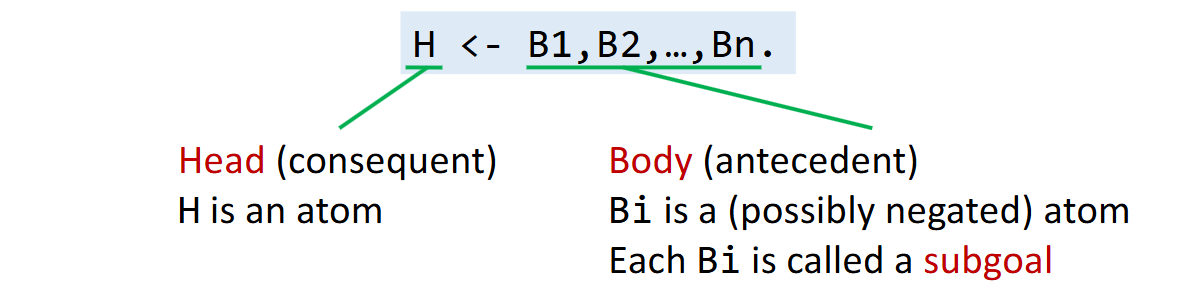 H <- B1,B2,…,Bn.
Head (consequent)
H is an atom
Body (antecedent)
Bi is a (possibly negated) atom
Each Bi is called a subgoal